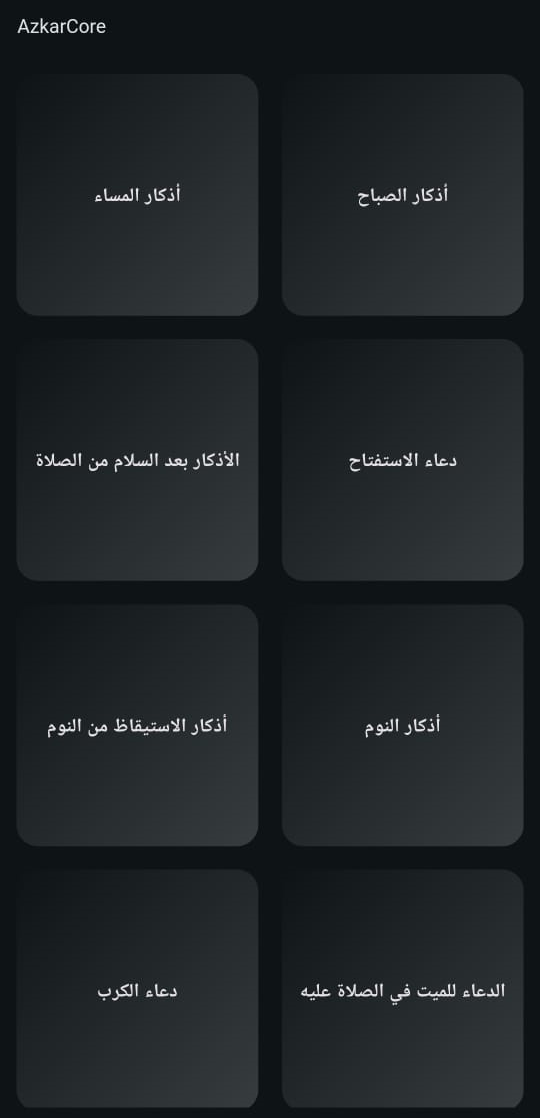 AzkarCore
أذكار الصباح
أذكار المساء
دعاء الاستفتاح
الأذكار بعد السلام من الصلاة
أذكار النوم
أذكار الاستيقاظ من النوم
الدعاء للميت في الصلاة عليه
دعاء الكرب